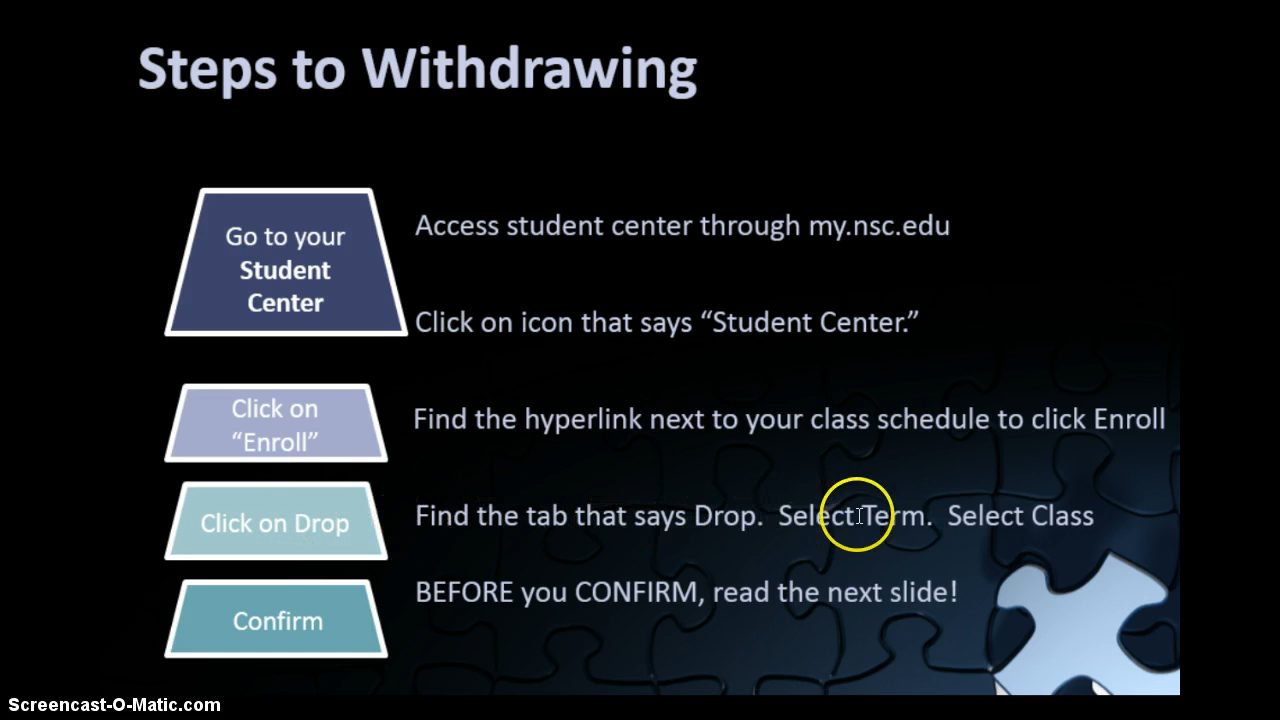 Steps to Withdrawing
Go to your
Student
Center
Access student center through my.nsc.edu
Click on icon that says “Student Center.”
Click on
“Enroll”
Find the hyperlink next to your class schedule to click Enroll
Click on Drop
Find the tab that says Drop.  Select Term.  Select Class
Confirm
BEFORE you CONFIRM, read the next slide!
Screencast-O-Matic.com